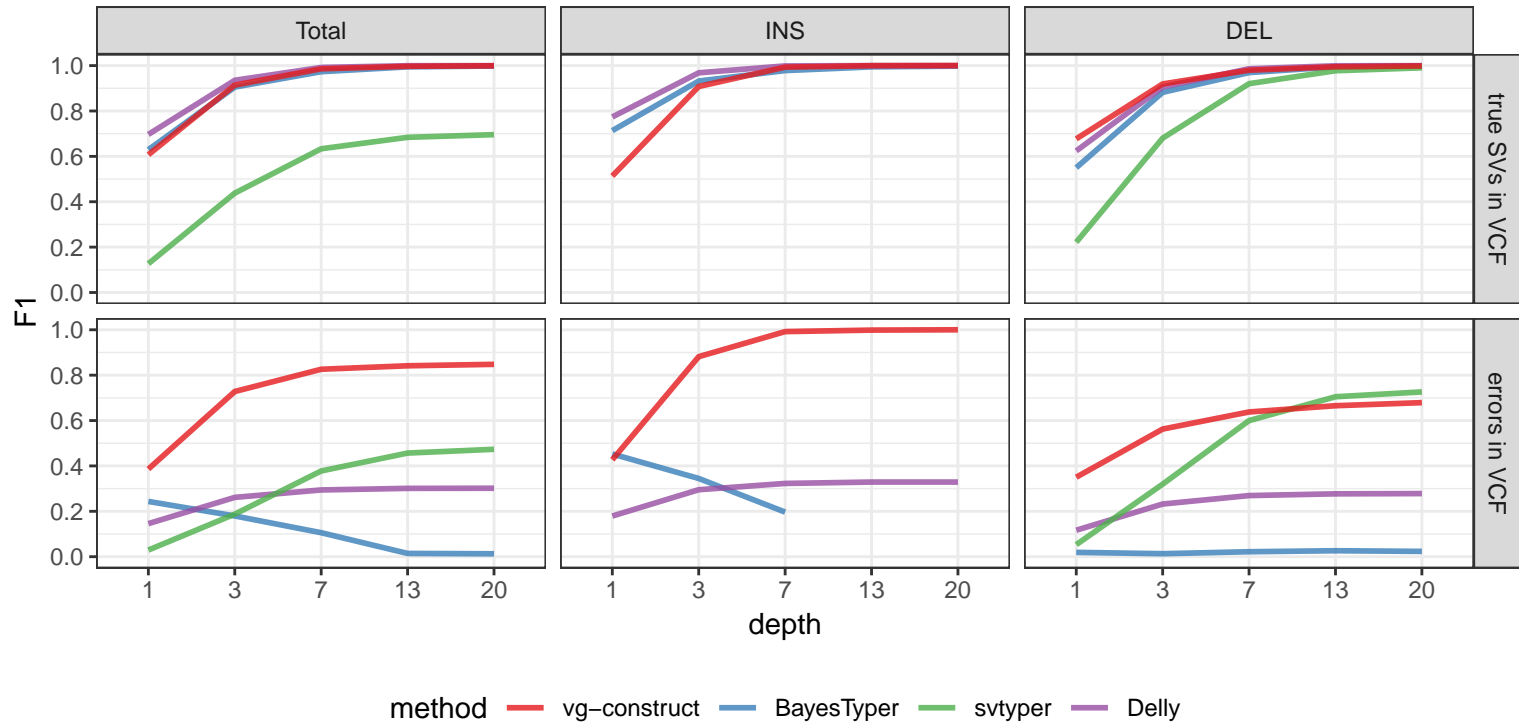 Total INS DEL
1.0
0.8
0.6
0.4
0.2
0.0
true SVs in VCF
F1
1.0
0.8
0.6
0.4
0.2
0.0
errors in VCF
1 3 7 13 20 1 3 7 13 20 1 3 7 13 20
depth
method vg−construct BayesTyper svtyper Delly